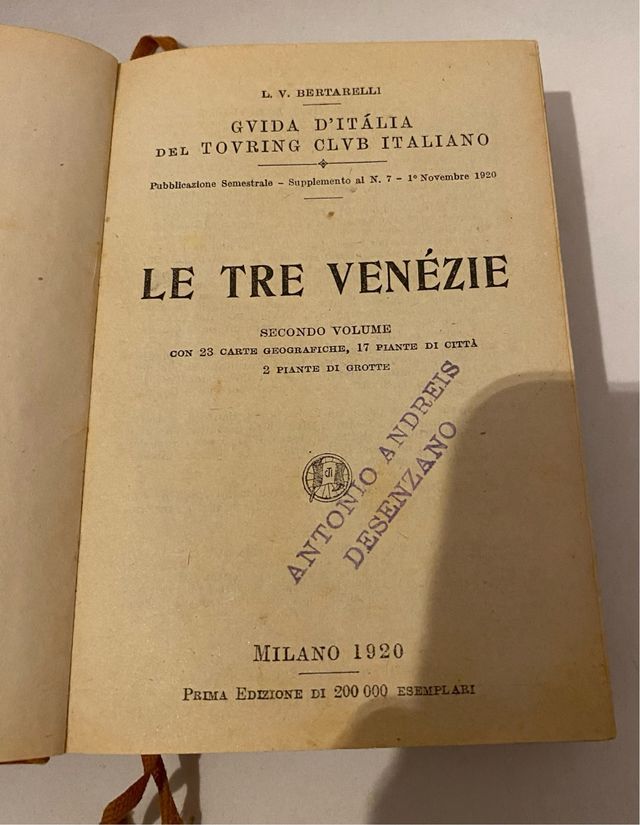 L. V. BERTARELLI
GVIDA D'ITÁLIA
DEL TOVRING CLVB ITALIANO
Pubblicazione Semestrale – Supplemento al N. 7 – 1º Novembre 1920
LE TRE VENÉZIE
SECONDO VOLUME
CON 23 CARTE GEOGRAFICHE, 17 PIANTE DI CITTÀ
2 PIANTE DI GROTTE
ANTONIO ANDREIS
DESENZANO
MILANO 1920
PRIMA EDIZIONE DI 200 000 ESEMPLARI